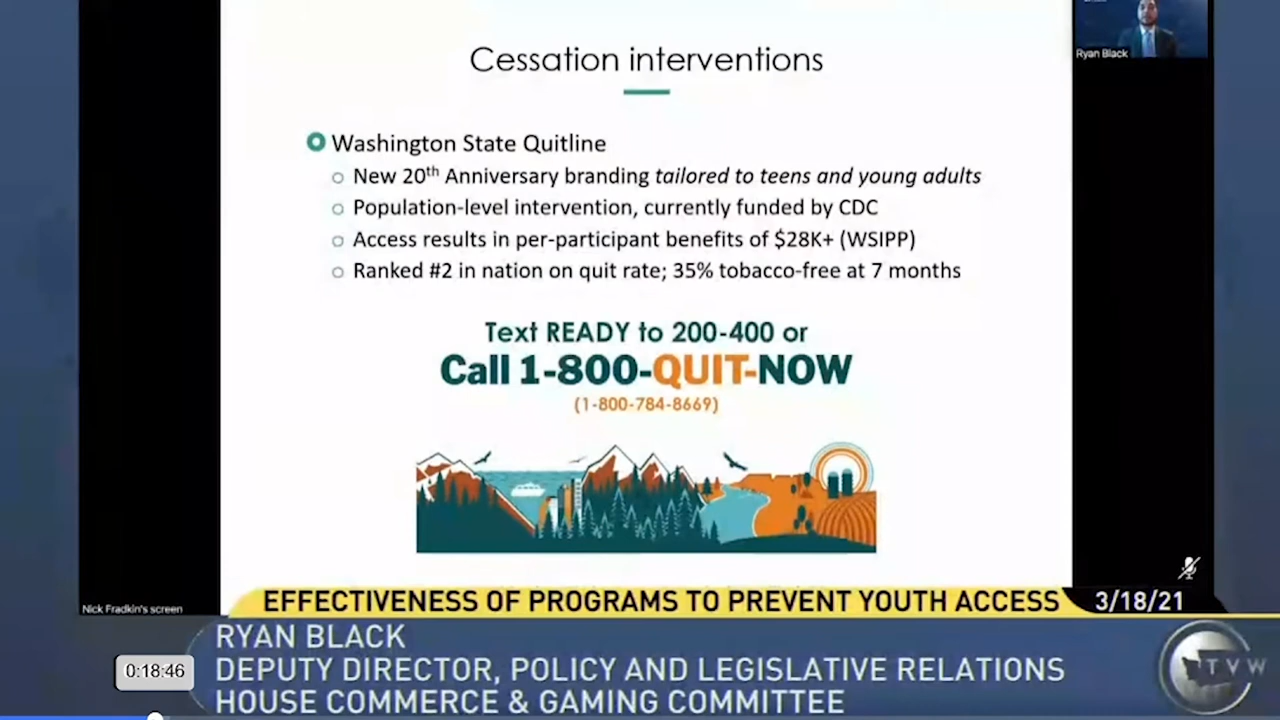 Cessation interventions
Ryan Black
Washington State Quitline
New 20th Anniversary branding tailored to teens and young adults
Population-level intervention, currently funded by CDC
Access results in per-participant benefits of $28K+ (WSIPP)
Ranked #2 in nation on quit rate; 35% tobacco-free at 7 months
Text READY to 200-400 or
Call 1-800-QUIT-NOW
(1-800-784-8669)
Nick Fradkin's screen
EFFECTIVENESS OF PROGRAMS TO PREVENT YOUTH ACCESS 3/18/21
RYAN BLACK
0:18:46
DEPUTY DIRECTOR, POLICY AND LEGISLATIVE RELATIONS
HOUSE COMMERCE & GAMING COMMITTEE
TVW